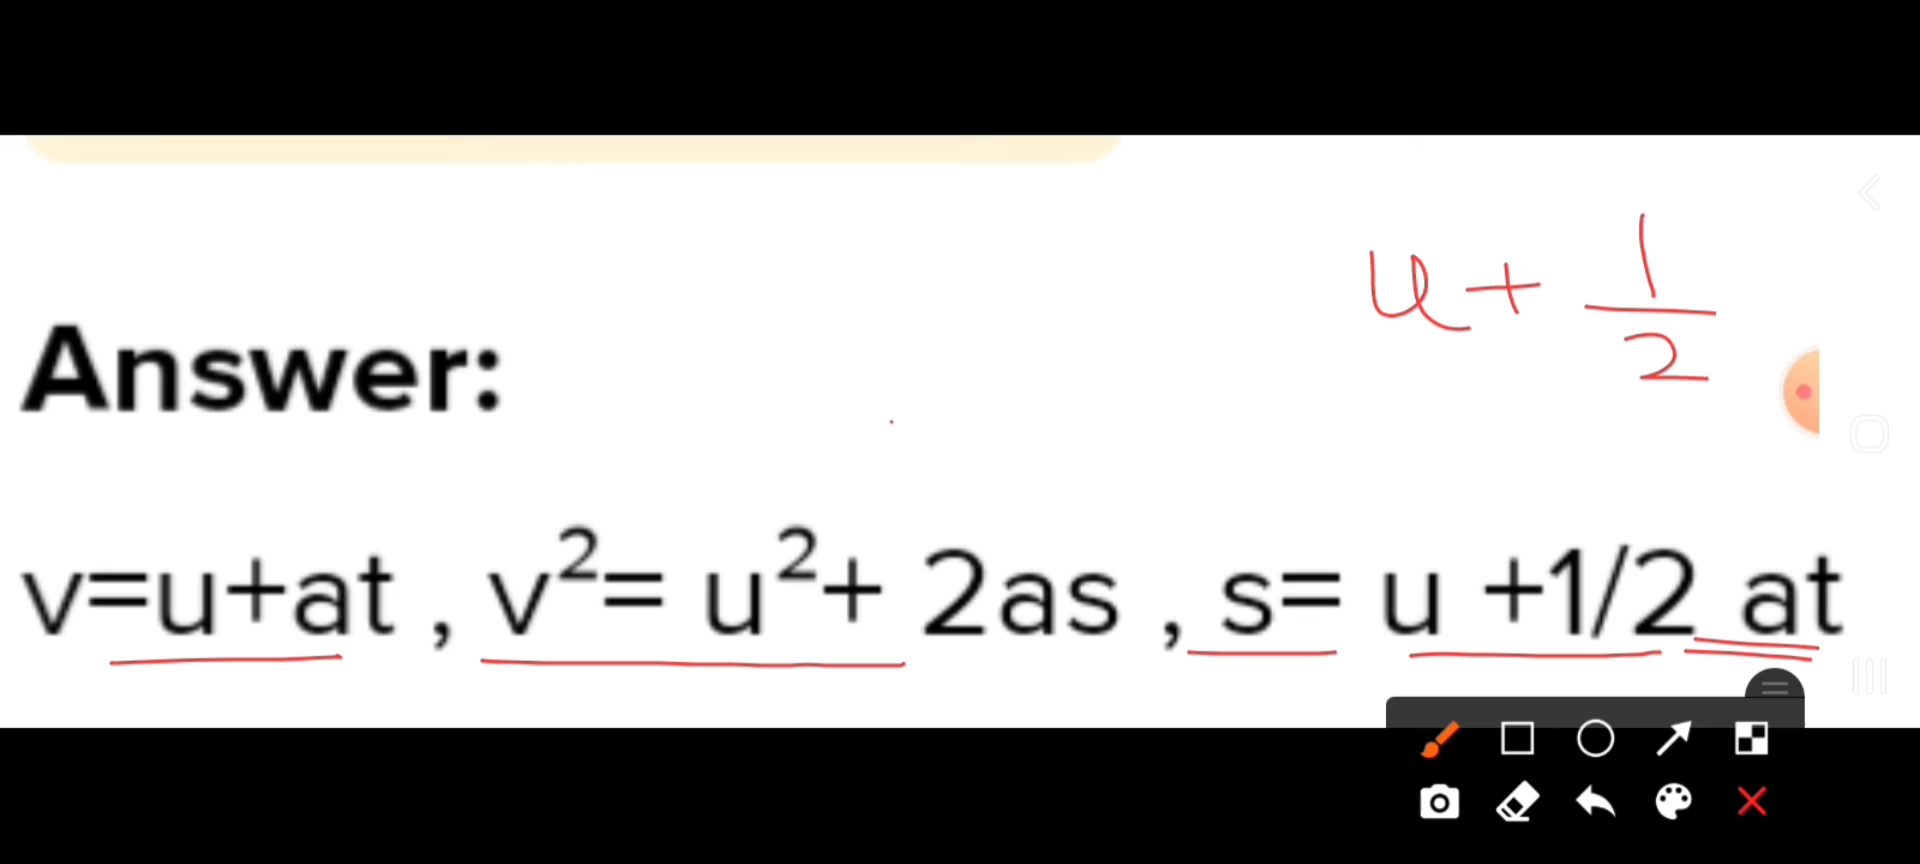 u + 1/2
Answer:
v=u+at , v²= u²+ 2as , s= u +1/2 at